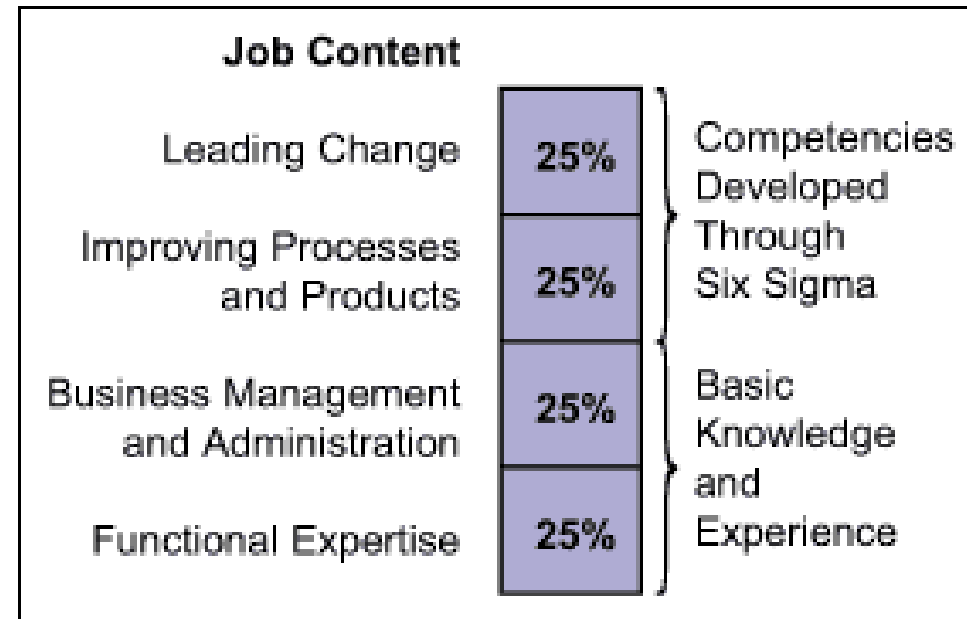 Job Content
Leading Change
25%
Improving Processes
and Products
25%
Business Management
and Administration
25%
Functional Expertise
25%
Competencies
Developed
Through
Six Sigma
Basic
Knowledge
and
Experience